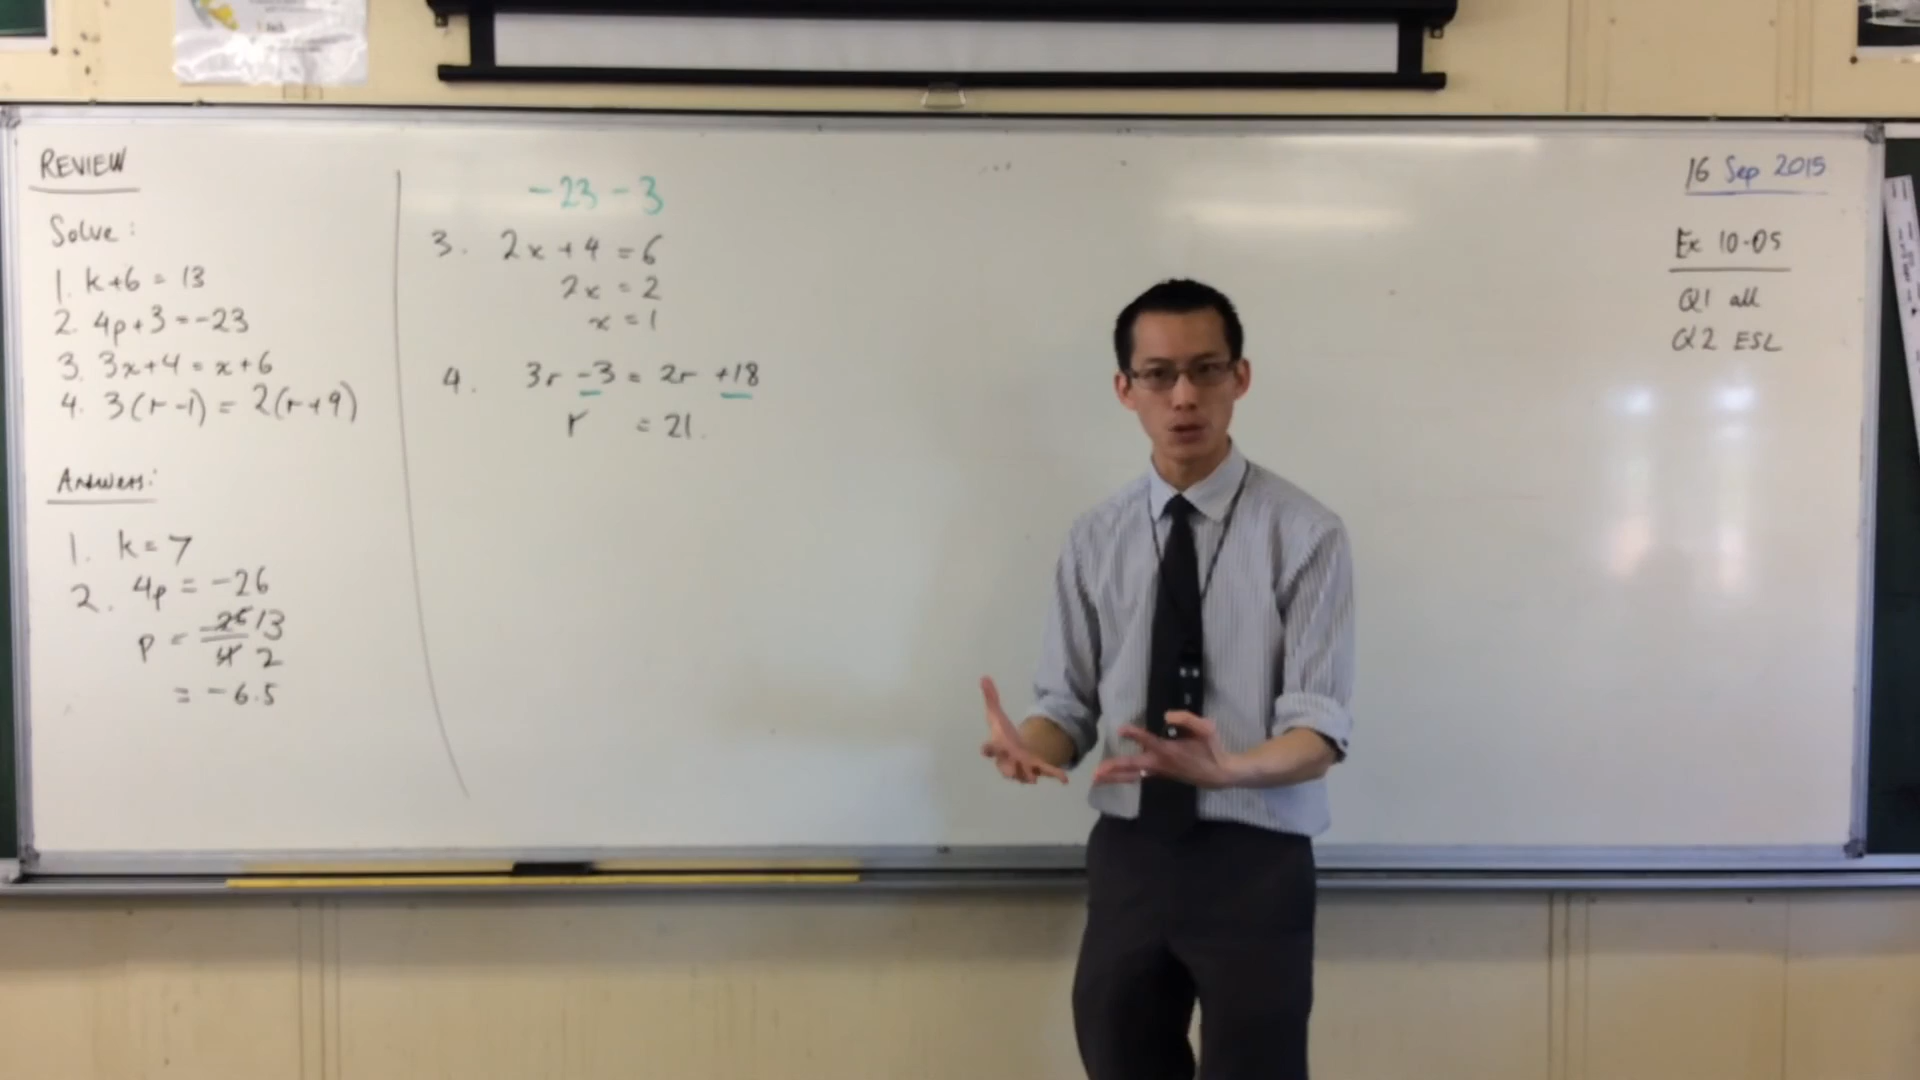 REVIEW
Solve:
1. k+6 = 13
2. 4p+3 = -23
3. 3x+4 = x+6
4. 3(r-1) = 2(r+9)
Answers:
1. k = 7
2. 4p = -26
p = -26 13
4 2
= -6.5
-23 - 3
3. 2x + 4 = 6
2x = 2
x = 1
4. 3r - 3 = 2r + 18
r = 21.
16 Sep 2015
Ex 10-05
Q1 all
Q2 ESL